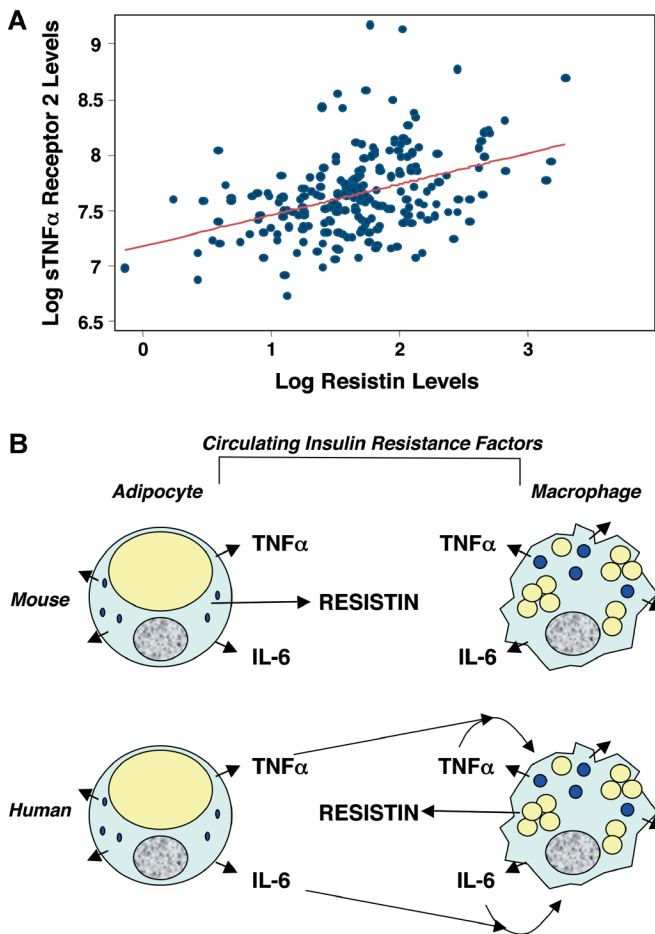 A
Log sTNFα Receptor 2 Levels
9
8.5
8
7.5
7
6.5
0 1 2 3
Log Resistin Levels
B
Circulating Insulin Resistance Factors
Adipocyte Macrophage
TNFα TNFα
Mouse RESISTIN
IL-6 IL-6
TNFα TNFα
Human RESISTIN
IL-6 IL-6